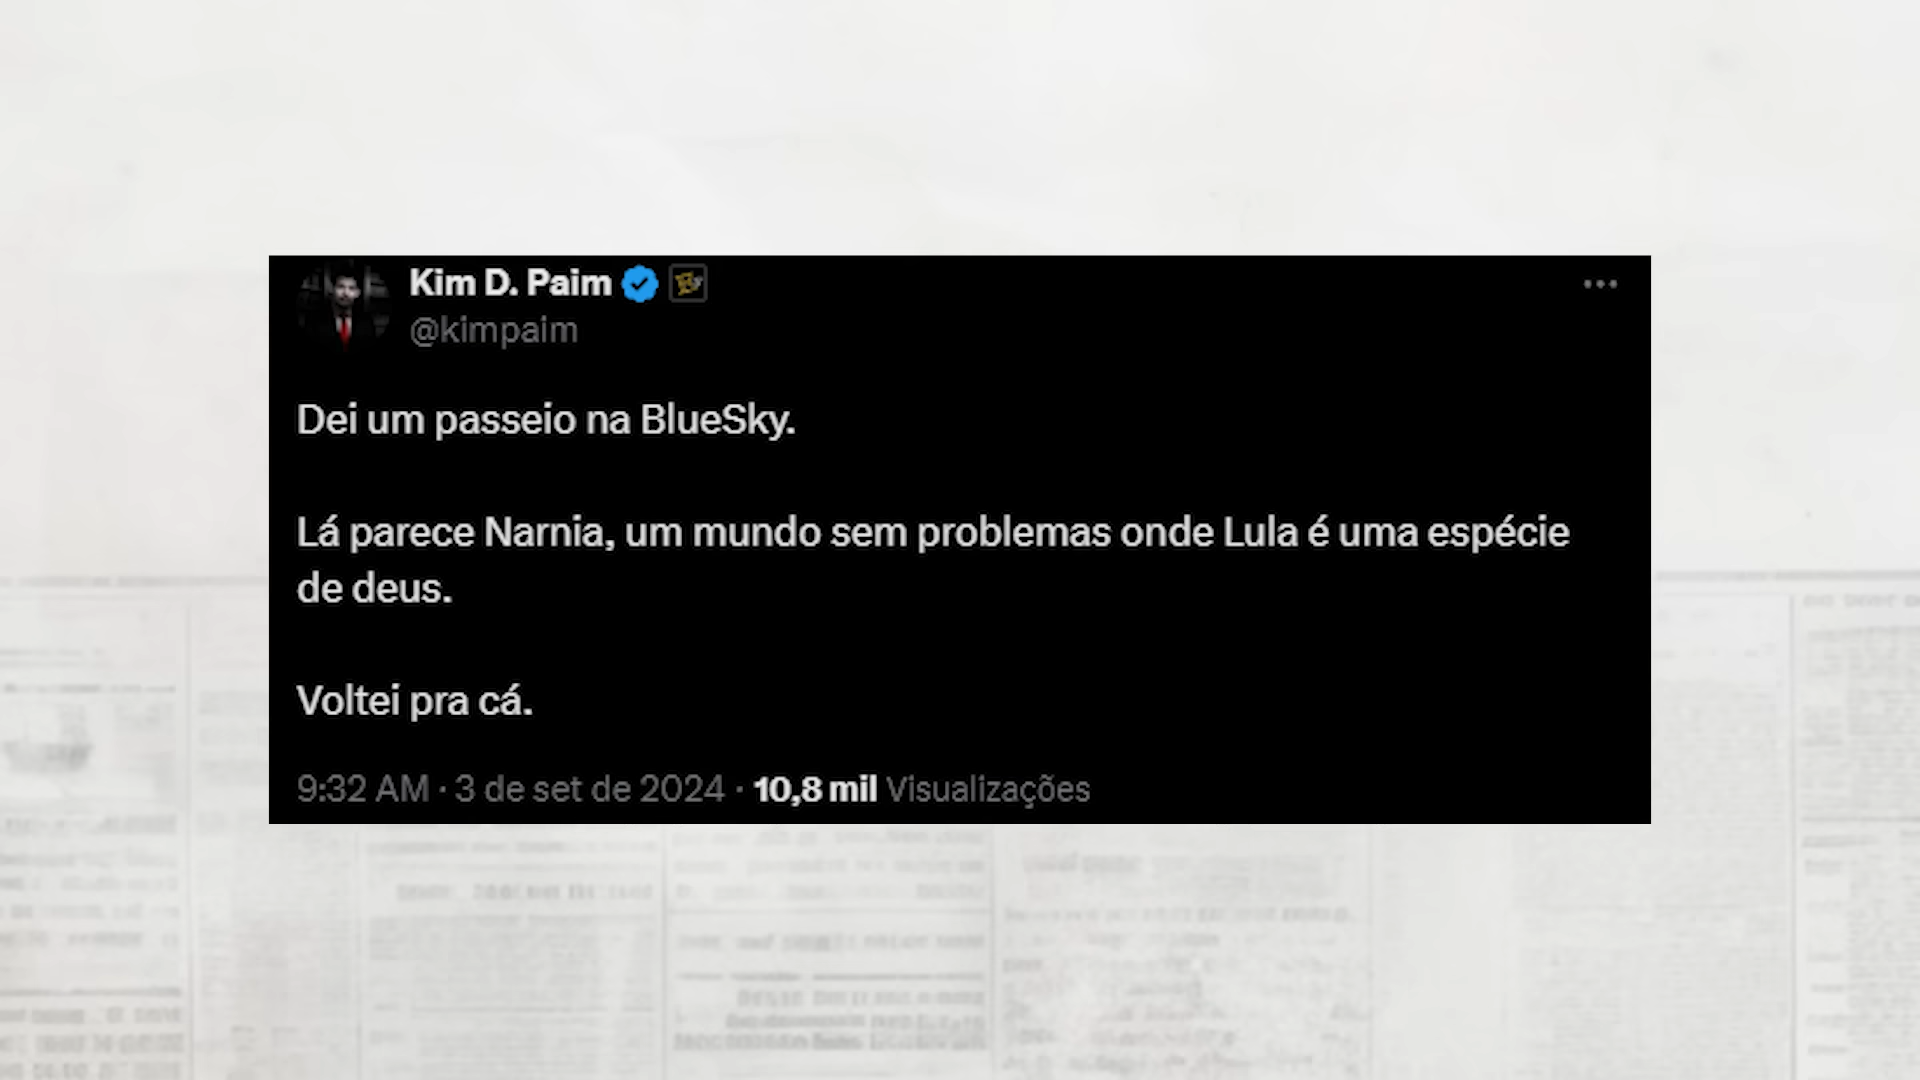 Kim D. Paim
@kimpaim
Dei um passeio na BlueSky.
Lá parece Narnia, um mundo sem problemas onde Lula é uma espécie
de deus.
Voltei pra cá.
9:32 AM · 3 de set de 2024 · 10,8 mil Visualizações